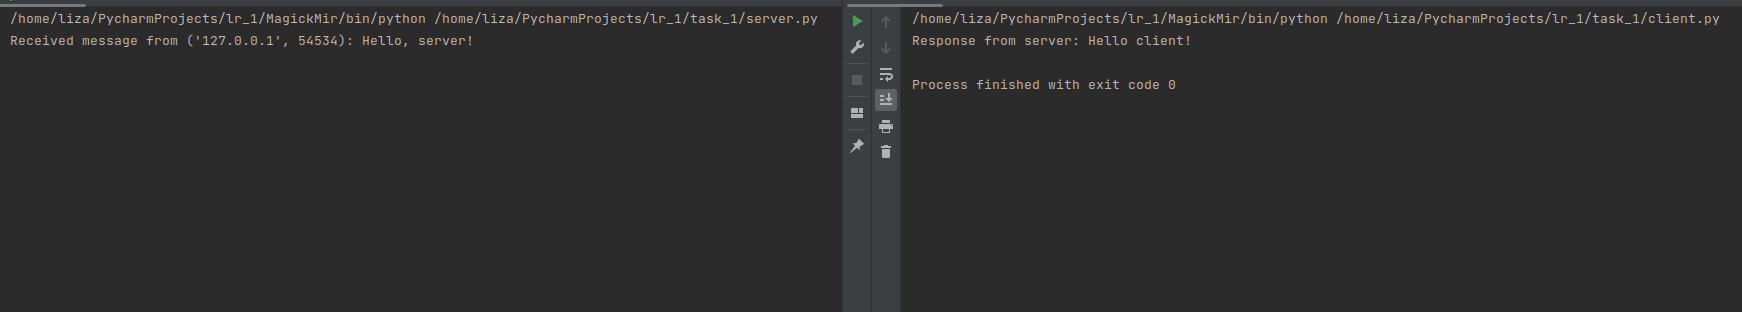 /home/liza/PycharmProjects/lr_1/MagickMir/bin/python /home/liza/PycharmProjects/lr_1/task_1/server.py
Received message from ('127.0.0.1', 54534): Hello, server!
/home/liza/PycharmProjects/lr_1/MagickMir/bin/python /home/liza/PycharmProjects/lr_1/task_1/client.py
Response from server: Hello client!
Process finished with exit code 0